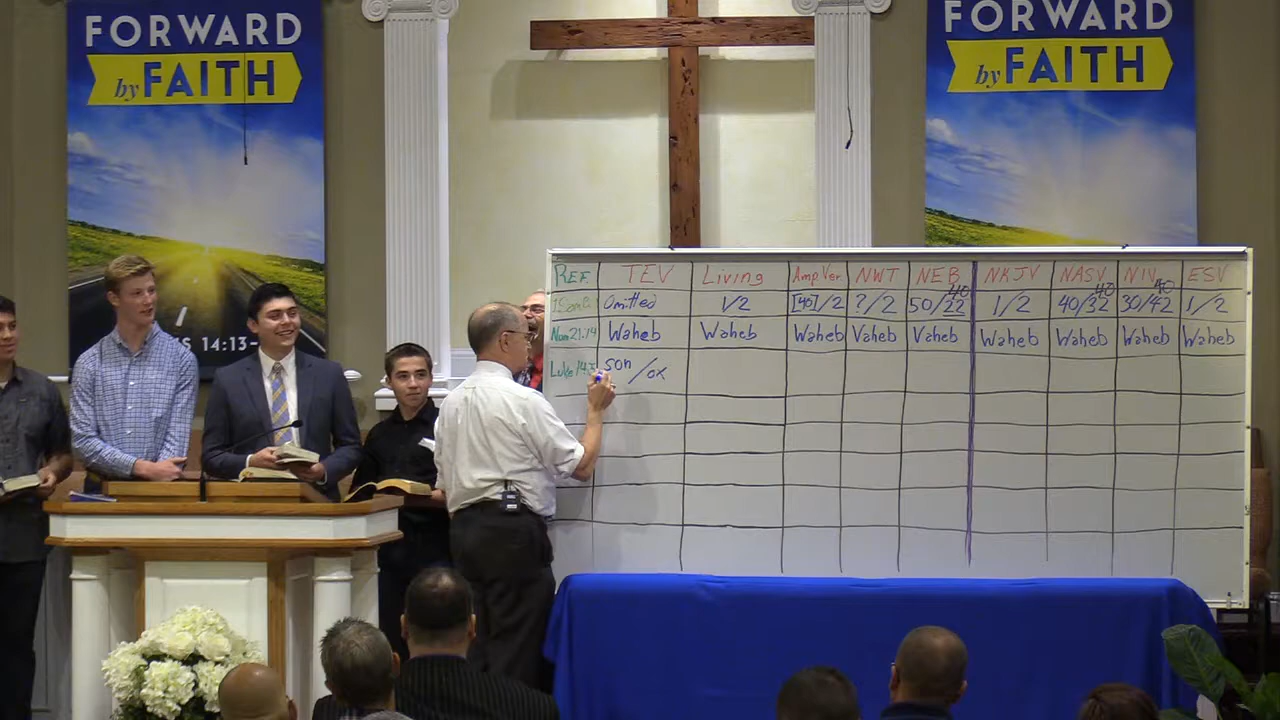 FORWARD
by FAITH
S 14:13-
FORWARD
by FAITH
REF. TEV Living Amp Ver NWT NEB NKJV NASV NIV ESV
Omitted 1/2 [40]/2 ?/2 50/22 40 1/2 40/32 40 30/42 40 1/2
Num 21:14 Waheb Waheb Waheb Vaheb Vaheb Waheb Waheb Waheb Waheb
Luke 14: son/ox